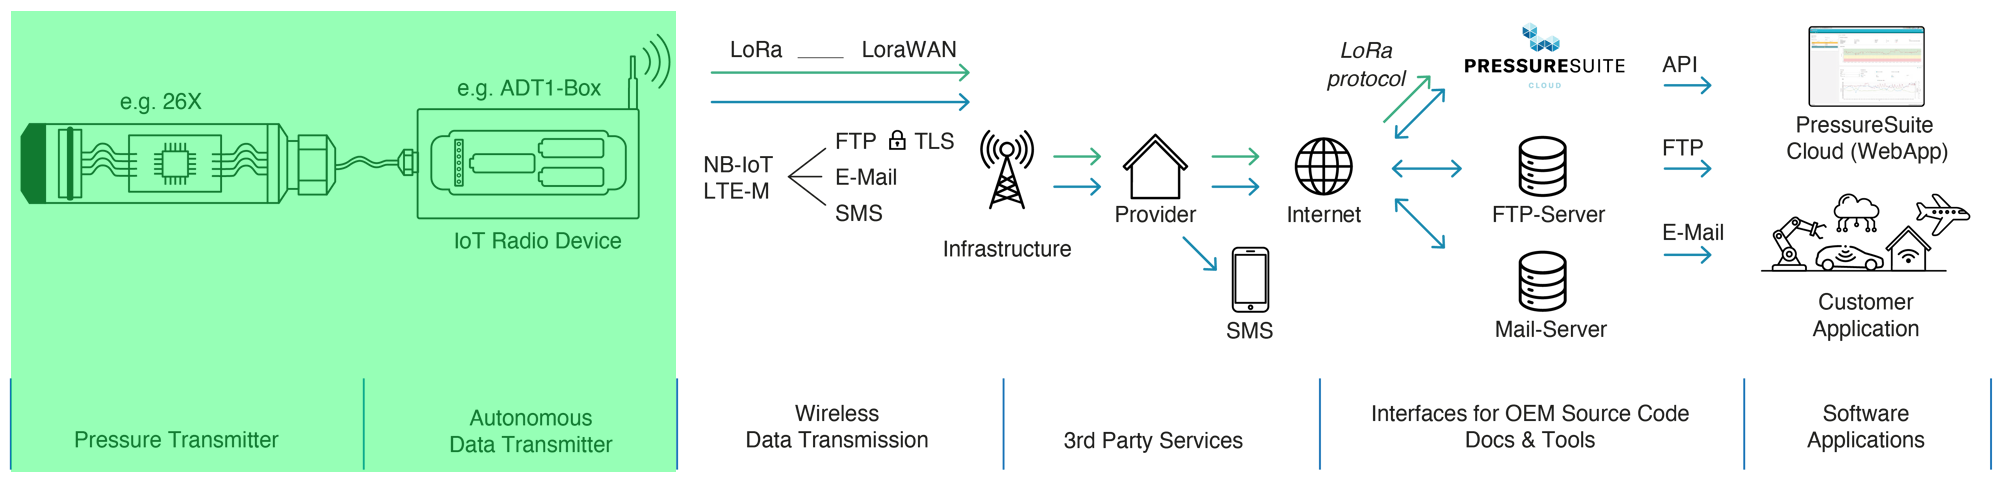 e.g. 26X
e.g. ADT1-Box
IoT Radio Device
LoRa ____ LoraWAN
NB-IoT
LTE-M
FTP TLS
E-Mail
SMS
Infrastructure
Provider
SMS
Internet
LoRa
protocol
PRESSURESUITE
CLOUD
FTP-Server
Mail-Server
API
FTP
E-Mail
PressureSuite
Cloud (WebApp)
Customer
Application
Pressure Transmitter
Autonomous
Data Transmitter
Wireless
Data Transmission
3rd Party Services
Interfaces for OEM Source Code
Docs & Tools
Software
Applications